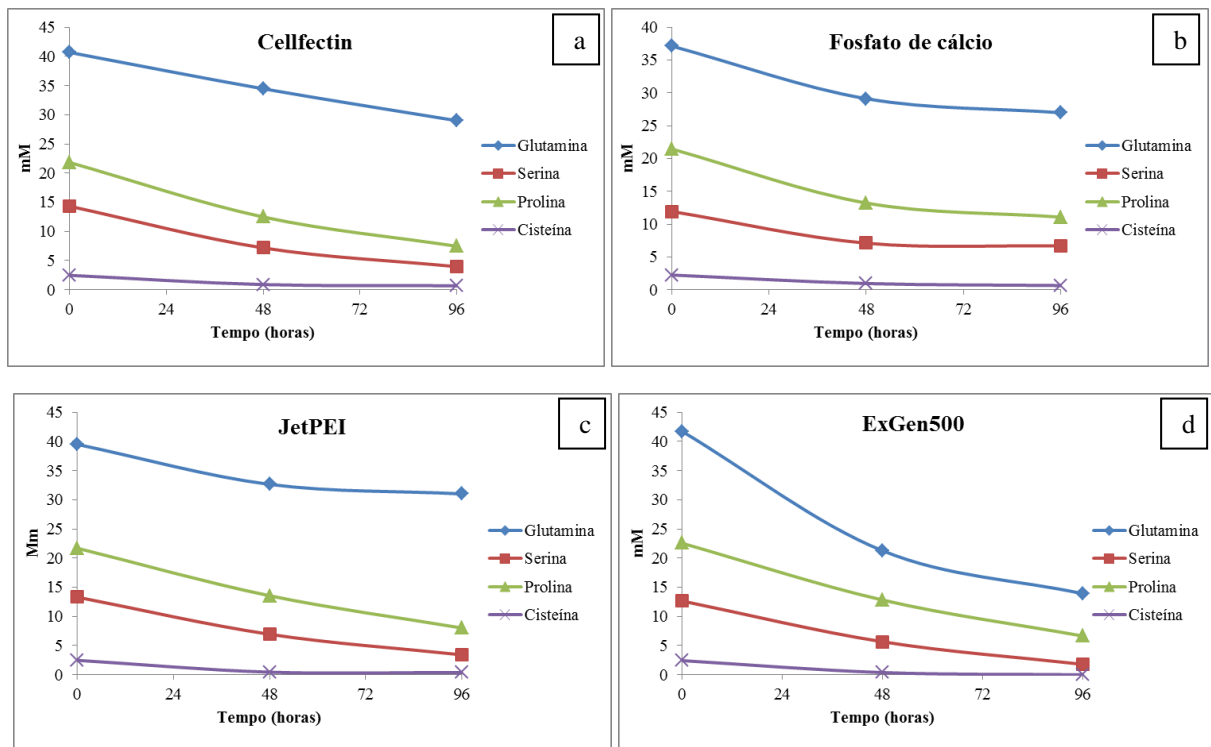 Cellfectin
a
45
40
35
30
25
20
15
10
5
0
mM
0 24 48 72 96
Tempo (horas)
Glutamina
Serina
Prolina
Cisteína
Fosfato de cálcio
b
40
35
30
25
20
15
10
5
0
mM
0 24 48 72 96
Tempo (horas)
Glutamina
Serina
Prolina
Cisteína
JetPEI
c
45
40
35
30
25
20
15
10
5
0
Mm
0 24 48 72 96
Tempo (horas)
Glutamina
Serina
Prolina
Cisteína
ExGen500
d
45
40
35
30
25
20
15
10
5
0
mM
0 24 48 72 96
Tempo (horas)
Glutamina
Serina
Prolina
Cisteína